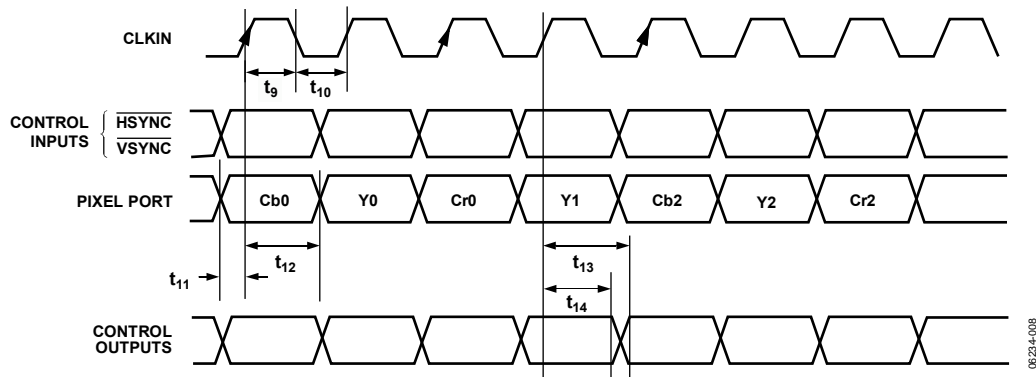 CLKIN
t9
t10
CONTROL INPUTS
HSYNC
VSYNC
PIXEL PORT
Cb0
Y0
Cr0
Y1
Cb2
Y2
Cr2
t11
t12
t13
t14
CONTROL OUTPUTS
06234-008